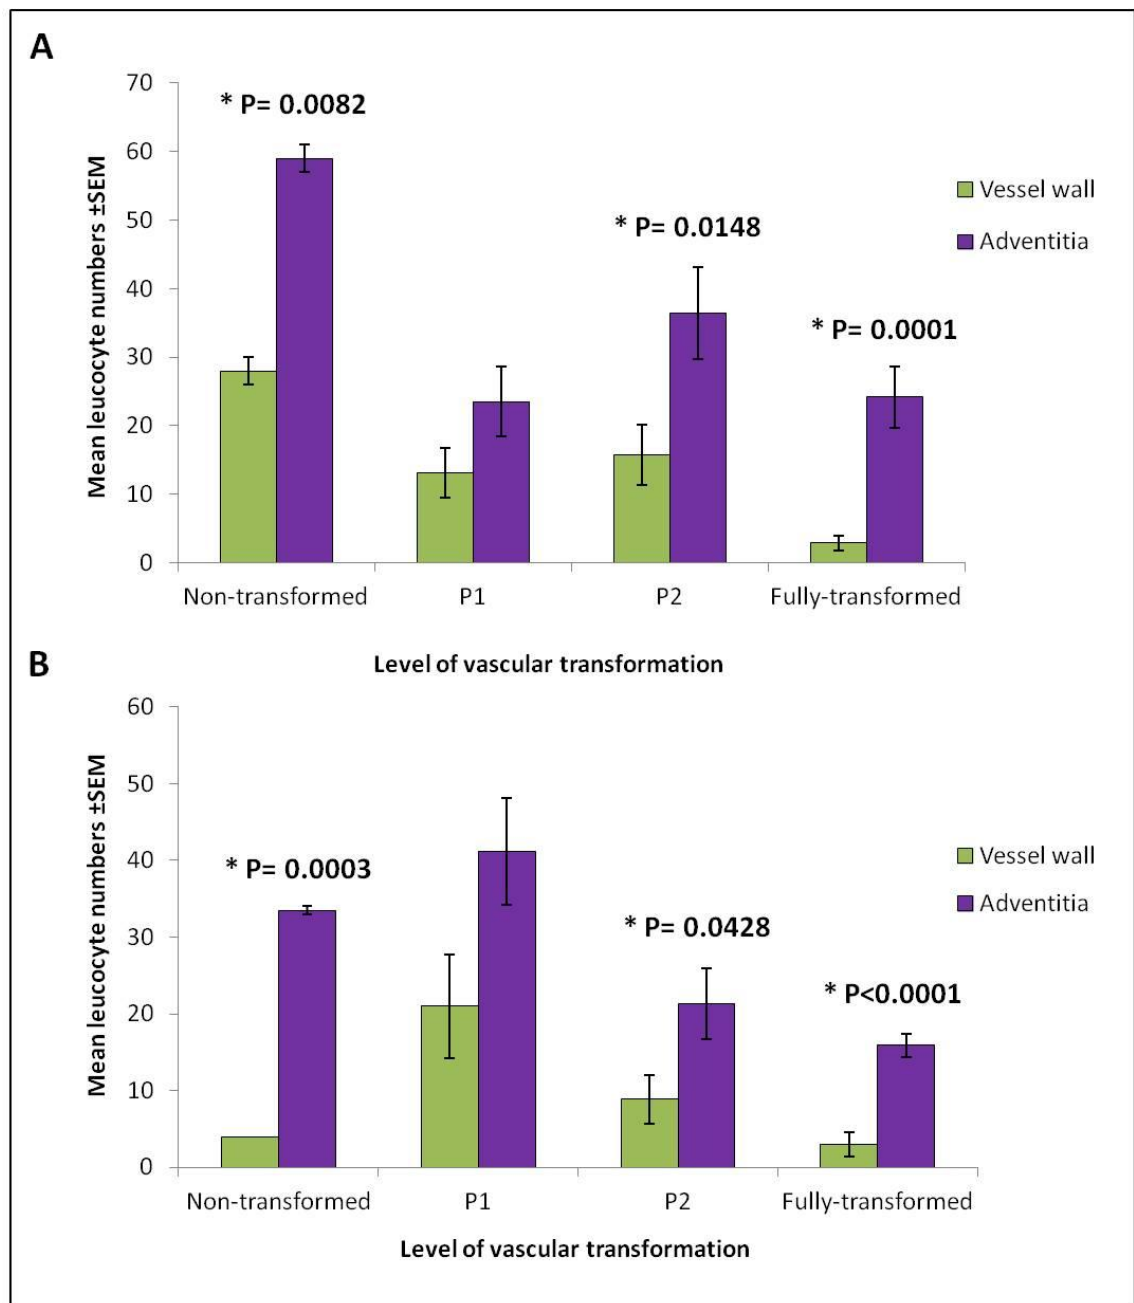 A
70
60
50
40
30
20
10
0
Mean leucocyte numbers ±SEM
* P= 0.0082
* P= 0.0148
* P= 0.0001
Vessel wall
Adventitia
Non-transformed P1 P2 Fully-transformed
Level of vascular transformation
B
60
50
40
30
20
10
0
Mean leucocyte numbers ±SEM
* P= 0.0003
* P= 0.0428
* P<0.0001
Vessel wall
Adventitia
Non-transformed P1 P2 Fully-transformed
Level of vascular transformation